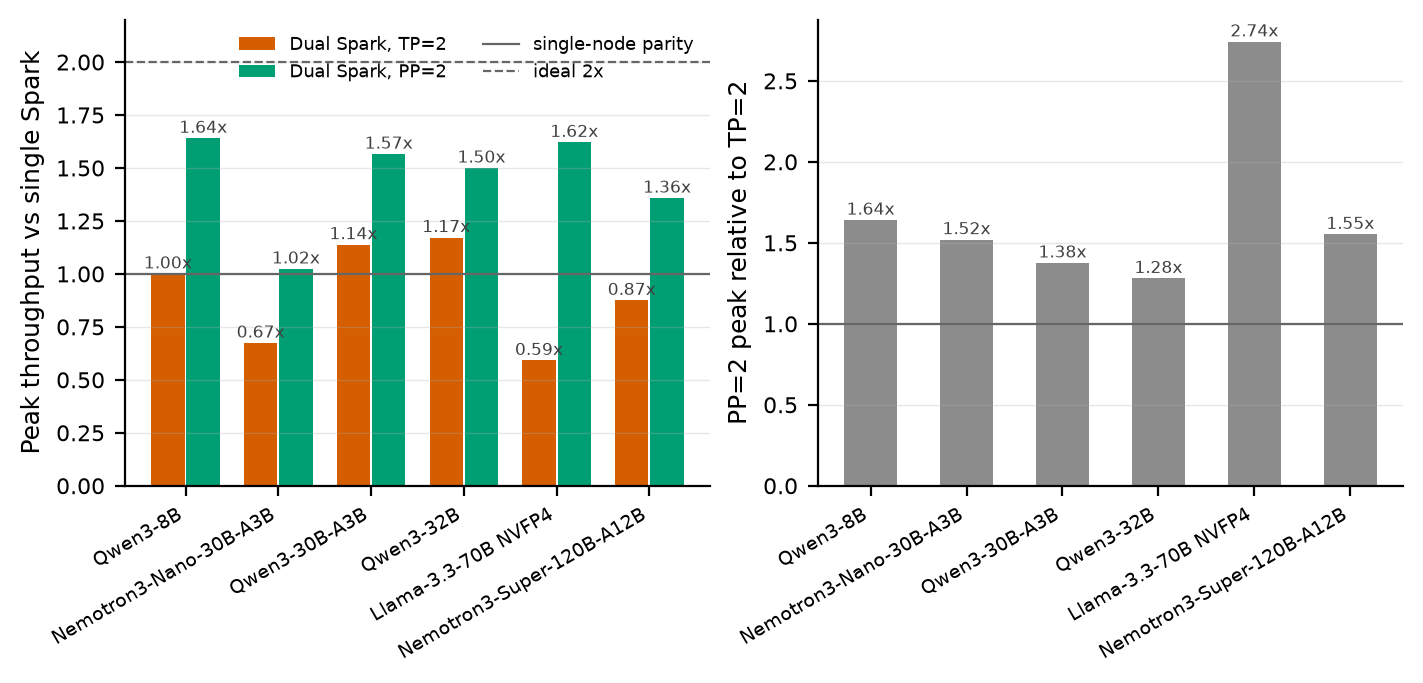 Peak throughput vs single Spark
2.00
1.75
1.50
1.25
1.00
0.75
0.50
0.25
0.00
Dual Spark, TP=2
Dual Spark, PP=2
single-node parity
ideal 2x
1.00x
1.64x
0.67x
1.02x
1.14x
1.57x
1.17x
1.50x
0.59x
1.62x
0.87x
1.36x
Qwen3-8B
Nemotron3-Nano-30B-A3B
Qwen3-30B-A3B
Qwen3-32B
Llama-3.3-70B NVFP4
Nemotron3-Super-120B-A12B
PP=2 peak relative to TP=2
2.5
2.0
1.5
1.0
0.5
0.0
1.64x
1.52x
1.38x
1.28x
2.74x
1.55x
Qwen3-8B
Nemotron3-Nano-30B-A3B
Qwen3-30B-A3B
Qwen3-32B
Llama-3.3-70B NVFP4
Nemotron3-Super-120B-A12B